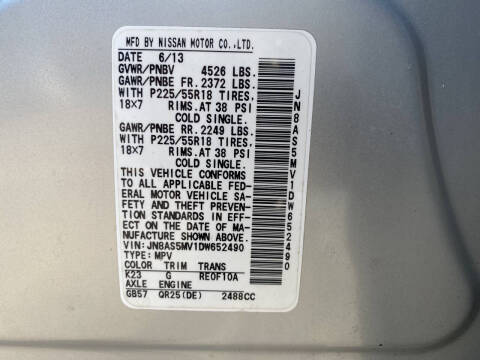 MFD BY NISSAN MOTOR CO.,LTD.
DATE 6/13
GVWR/PNBV 4526 LBS.
GAWR/PNBE FR. 2372 LBS.
WITH P225/55R18 TIRES,
18×7 RIMS.AT 38 PSI
COLD SINGLE.
GAWR/PNBE RR. 2249 LBS.
WITH P225/55R18 TIRES,
18×7 RIMS.AT 38 PSI
COLD SINGLE.
THIS VEHICLE CONFORMS
TO ALL APPLICABLE FED-
ERAL MOTOR VEHICLE SA-
FETY AND THEFT PREVEN-
TION STANDARDS IN EFF-
ECT ON THE DATE OF MA-
NUFACTURE SHOWN ABOVE.
VIN:JN8AS5MV1DW652490
TYPE:MPV
COLOR TRIM TRANS
K23 G RE0F10A
AXLE ENGINE
GB57 QR25(DE) 2488CC
JN8AS5MV1DW652490